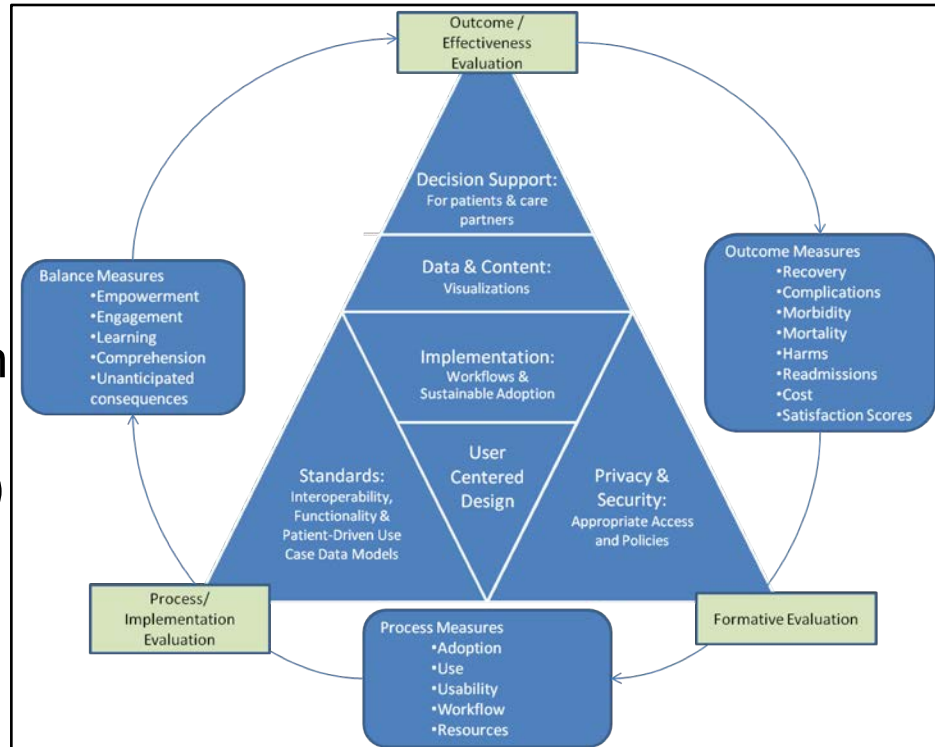 Outcome /
Effectiveness
Evaluation
Decision Support:
For patients & care
partners
Data & Content:
Visualizations
Implementation:
Workflows &
Sustainable Adoption
User
Centered
Design
Standards:
Interoperability,
Functionality &
Patient-Driven Use
Case Data Models
Privacy &
Security:
Appropriate Access
and Policies
Balance Measures
•Empowerment
•Engagement
•Learning
•Comprehension
•Unanticipated
consequences
Outcome Measures
•Recovery
•Complications
•Morbidity
•Mortality
•Harms
•Readmissions
•Cost
•Satisfaction Scores
Process/
Implementation
Evaluation
Process Measures
•Adoption
•Use
•Usability
•Workflow
•Resources
Formative Evaluation